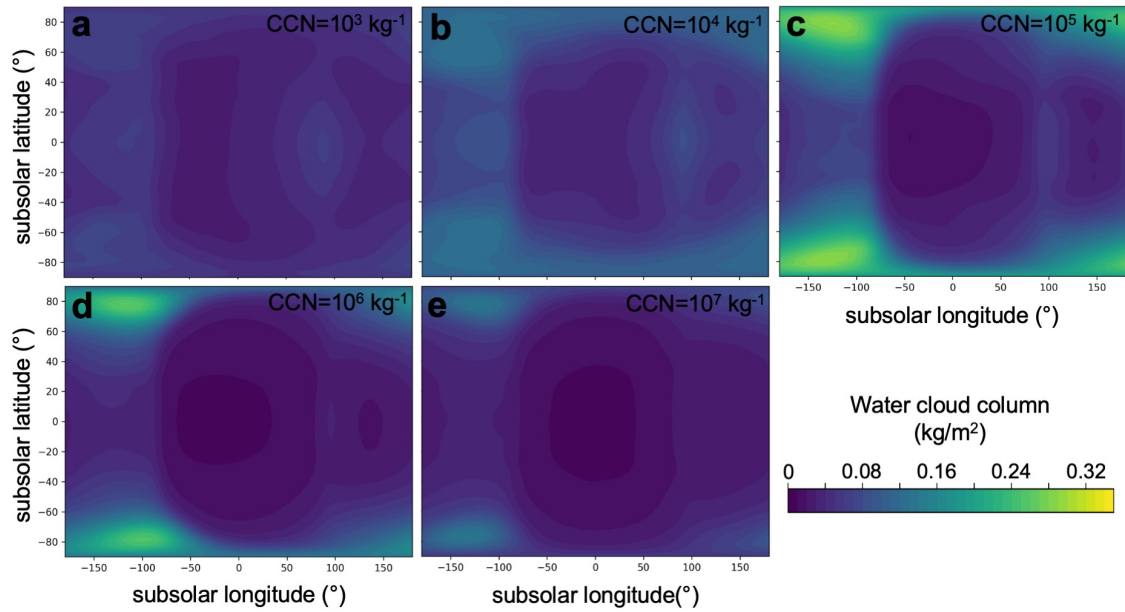 a CCN=10³ kg⁻¹
b CCN=10⁴ kg⁻¹
c CCN=10⁵ kg⁻¹
subsolar latitude (°)
80
60
40
20
0
−20
−40
−60
−80
−150 −100 −50 0 50 100 150
subsolar longitude (°)
d CCN=10⁶ kg⁻¹
e CCN=10⁷ kg⁻¹
subsolar latitude (°)
80
60
40
20
0
−20
−40
−60
−80
−150 −100 −50 0 50 100 150
−150 −100 −50 0 50 100 150
subsolar longitude (°)
subsolar longitude(°)
Water cloud column
(kg/m²)
0 0.08 0.16 0.24 0.32